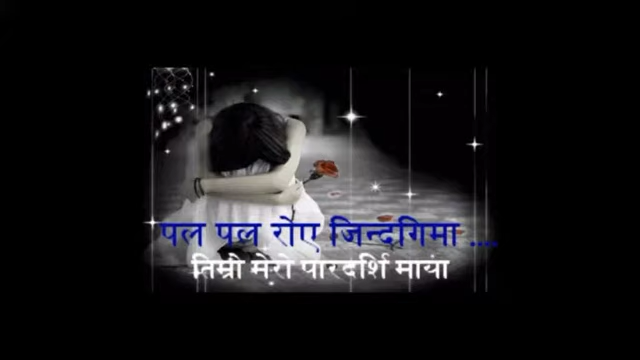 पल पल रोए जिन्दगिमा ....
तिम्रो मेरो पारदर्शि माया